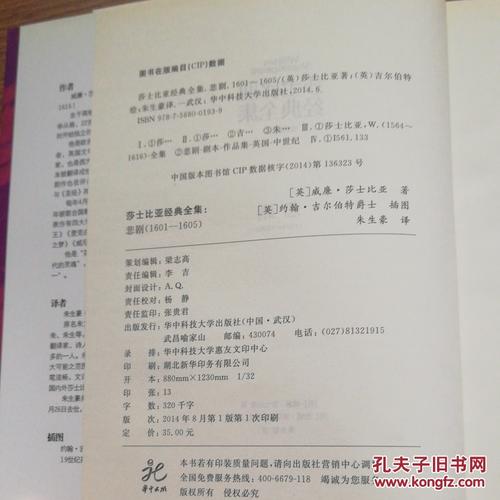 图书在版编目(CIP)数据
莎士比亚经典全集.悲剧.1601—1605/(英)莎士比亚著;(英)吉尔伯特
绘;朱生豪译.—武汉:华中科技大学出版社,2014.6.
ISBN 978-7-5680-0193-9
Ⅰ.①莎… Ⅱ.①莎… ②吉… ③朱… Ⅲ.①莎士比亚,W.(1564~
1616)-全集 ②悲剧-剧本-作品集-英国-中世纪 Ⅳ.①I561.133
中国版本图书馆CIP数据核字(2014)第136323号
莎士比亚经典全集:
悲剧(1601—1605)
[英]威廉·莎士比亚 著
[英]约翰·吉尔伯特爵士 插图
朱生豪 译
策划编辑:梁志高
责任编辑:李 吉
封面设计:A.Q.
责任校对:杨 静
责任监印:张贵君
出版发行:华中科技大学出版社(中国·武汉)
武昌喻家山 邮编:430074 电话:(027)81321915
录 排:华中科技大学惠友文印中心
印 刷:湖北新华印务有限公司
开 本:880mm×1230mm 1/32
印 张:13
字 数:320千字
版 次:2014年8月第1版第1次印刷
定 价:35.00元
华中出版
本书若有印装质量问题,请向出版社营销中心调
全国免费服务热线:400-6679-118 竭诚为您
版权所有 侵权必究
作者
译者
朱生豪
插图
约翰·
19世纪
孔夫子旧书网